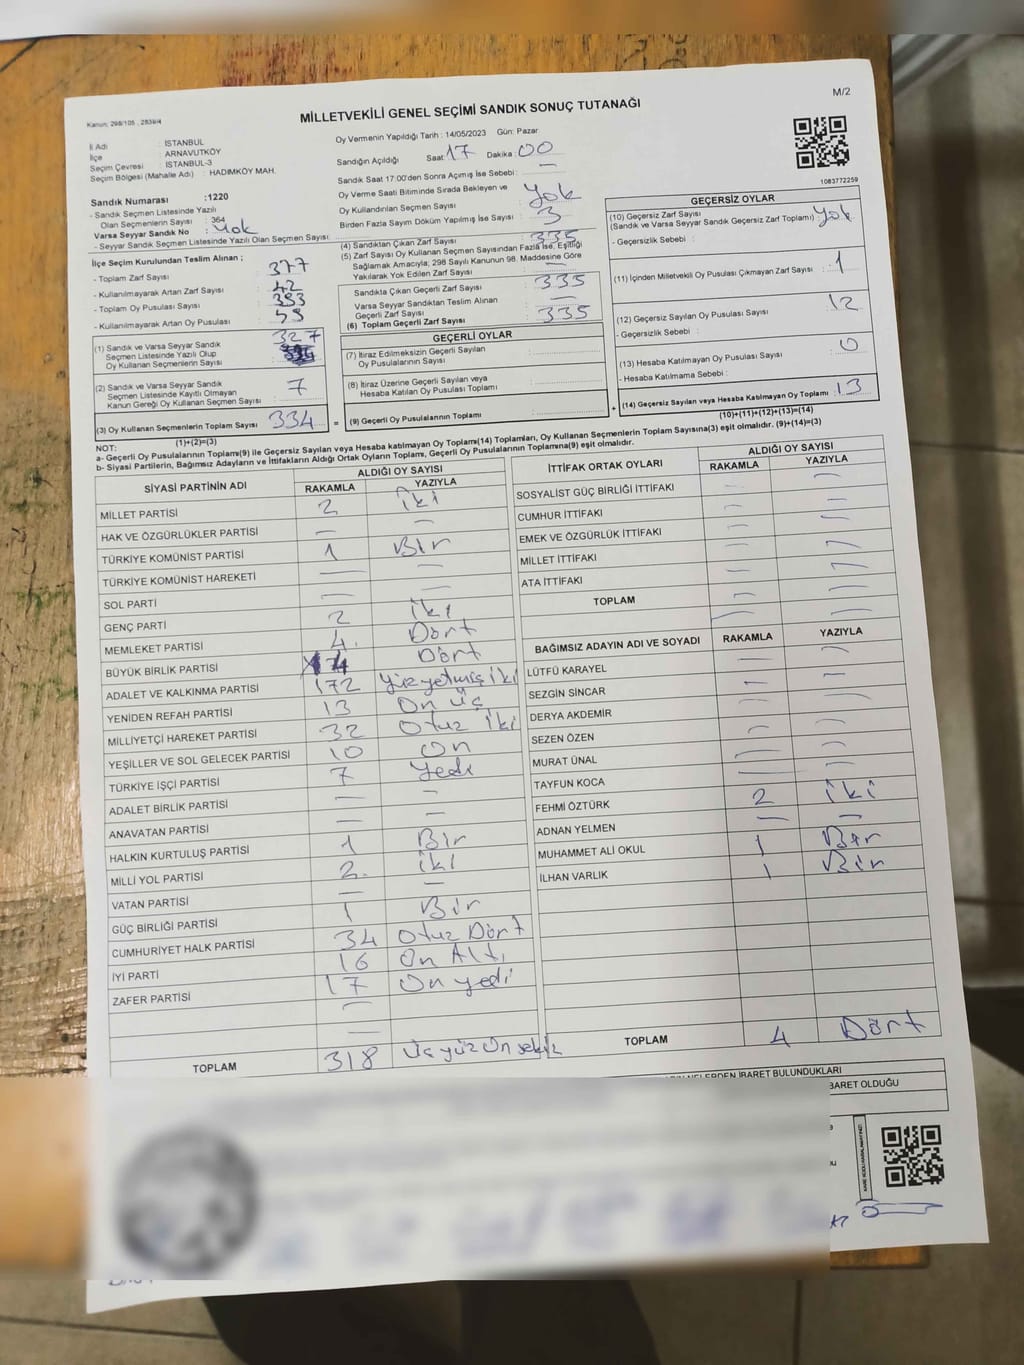 M/2
Kanun: 298/105 , 2839/4
MİLLETVEKİLİ GENEL SEÇİMİ SANDIK SONUÇ TUTANAĞI
İl Adı : İSTANBUL
İlçe : ARNAVUTKÖY
Seçim Çevresi : İSTANBUL-3
Seçim Bölgesi (Mahalle Adı) : HADIMKÖY MAH.
Oy Vermenin Yapıldığı Tarih : 14/05/2023 Gün: Pazar
Sandığın Açıldığı Saat : 17 Dakika : 00
Sandık Saat 17:00'den Sonra Açımış İse Sebebi : —
Oy Verme Saati Bitiminde Sırada Bekleyen ve
Oy Kullandırılan Seçmen Sayısı : Yok
Birden Fazla Sayım Döküm Yapılmış İse Sayısı : 3
1083772259
Sandık Numarası :1220
- Sandık Seçmen Listesinde Yazılı
Olan Seçmenlerin Sayısı : 364
Varsa Seyyar Sandık No : Yok
- Seyyar Sandık Seçmen Listesinde Yazılı Olan Seçmen Sayısı :
İlçe Seçim Kurulundan Teslim Alınan ;
- Toplam Zarf Sayısı : 377
- Kullanılmayarak Artan Zarf Sayısı : 42
- Toplam Oy Pusulası Sayısı : 393
- Kullanılmayarak Artan Oy Pusulası :
(1) Sandık ve Varsa Seyyar Sandık
Seçmen Listesinde Yazılı Olup
Oy Kullanan Seçmenlerin Sayısı : 327
(2) Sandık ve Varsa Seyyar Sandık
Seçmen Listesinde Kayıtlı Olmayan
Kanun Gereği Oy Kullanan Seçmen Sayısı : 7
(3) Oy Kullanan Seçmenlerin Toplam Sayısı : 334
(1)+(2)=(3)
(4) Sandıktan Çıkan Zarf Sayısı : 335
(5) Zarf Sayısı Oy Kullanan Seçmen Sayısından Fazla İse, Eşitliği
Sağlamak Amacıyla; 298 Sayılı Kanunun 98. Maddesine Göre
Yakılarak Yok Edilen Zarf Sayısı : —
Sandıkta Çıkan Geçerli Zarf Sayısı : 335
Varsa Seyyar Sandıktan Teslim Alınan
Geçerli Zarf Sayısı : —
(6) Toplam Geçerli Zarf Sayısı : 335
GEÇERLİ OYLAR
(7) İtiraz Edilmeksizin Geçerli Sayılan
Oy Pusulalarının Sayısı :
(8) İtiraz Üzerine Geçerli Sayılan veya
Hesaba Katılan Oy Pusulası Toplamı :
= (9) Geçerli Oy Pusulalarının Toplamı :
GEÇERSİZ OYLAR
(10) Geçersiz Zarf Sayısı
(Sandık ve Varsa Seyyar Sandık Geçersiz Zarf Toplamı) : Yok
- Geçersizlik Sebebi :
(11) İçinden Milletvekili Oy Pusulası Çıkmayan Zarf Sayısı : 1
(12) Geçersiz Sayılan Oy Pusulası Sayısı : 12
- Geçersizlik Sebebi :
(13) Hesaba Katılmayan Oy Pusulası Sayısı : 0
- Hesaba Katılmama Sebebi :
+ (14) Geçersiz Sayılan veya Hesaba Katılmayan Oy Toplamı : 13
(10)+(11)+(12)+(13)=(14)
NOT:
a- Geçerli Oy Pusulalarının Toplamı(9) ile Geçersiz Sayılan veya Hesaba Katılmayan Oy Toplamı(14) Toplamları, Oy Kullanan Seçmenlerin Toplam Sayısına(3) eşit olmalıdır. (9)+(14)=(3)
b- Siyasi Partilerin, Bağımsız Adayların ve İttifakların Aldığı Ortak Oyların Toplamı, Geçerli Oy Pusulalarının Toplamına(9) eşit olmalıdır.
SİYASİ PARTİNİN ADI ALDIĞI OY SAYISI
RAKAMLA YAZIYLA
MİLLET PARTİSİ 2 iki
HAK VE ÖZGÜRLÜKLER PARTİSİ — —
TÜRKİYE KOMÜNİST PARTİSİ 1 Bir
TÜRKİYE KOMÜNİST HAREKETİ — —
SOL PARTİ — —
GENÇ PARTİ 2 iki
MEMLEKET PARTİSİ 4. Dört
BÜYÜK BİRLİK PARTİSİ 4 Dört
ADALET VE KALKINMA PARTİSİ 172 Yüzyetmiş iki
YENİDEN REFAH PARTİSİ 13 On üç
MİLLİYETÇİ HAREKET PARTİSİ 32 Otuz iki
YEŞİLLER VE SOL GELECEK PARTİSİ 10 On
TÜRKİYE İŞÇİ PARTİSİ 7 Yedi
ADALET BİRLİK PARTİSİ — —
ANAVATAN PARTİSİ —
HALKIN KURTULUŞ PARTİSİ 1 Bir
MİLLİ YOL PARTİSİ 2. iki
VATAN PARTİSİ — —
GÜÇ BİRLİĞİ PARTİSİ 1 Bir
CUMHURİYET HALK PARTİSİ 34 Otuz Dört
İYİ PARTİ 16 On Altı
ZAFER PARTİSİ 17 On yedi
TOPLAM 318 Üç yüz On sekiz
İTTİFAK ORTAK OYLARI ALDIĞI OY SAYISI
RAKAMLA YAZIYLA
SOSYALİST GÜÇ BİRLİĞİ İTTİFAKI — —
CUMHUR İTTİFAKI — —
EMEK VE ÖZGÜRLÜK İTTİFAKI — —
MİLLET İTTİFAKI — —
ATA İTTİFAKI — —
TOPLAM — —
BAĞIMSIZ ADAYIN ADI VE SOYADI RAKAMLA YAZIYLA
LÜTFÜ KARAYEL — —
SEZGİN SİNCAR — —
DERYA AKDEMİR — —
SEZEN ÖZEN — —
MURAT ÜNAL — —
TAYFUN KOCA — —
FEHMİ ÖZTÜRK 2 iki
ADNAN YELMEN — —
MUHAMMET ALİ OKUL 1 Bir
İLHAN VARLIK 1 Bir
TOPLAM 4 Dört
NELERDEN İBARET BULUNDUKLARI
BARET OLDUĞU